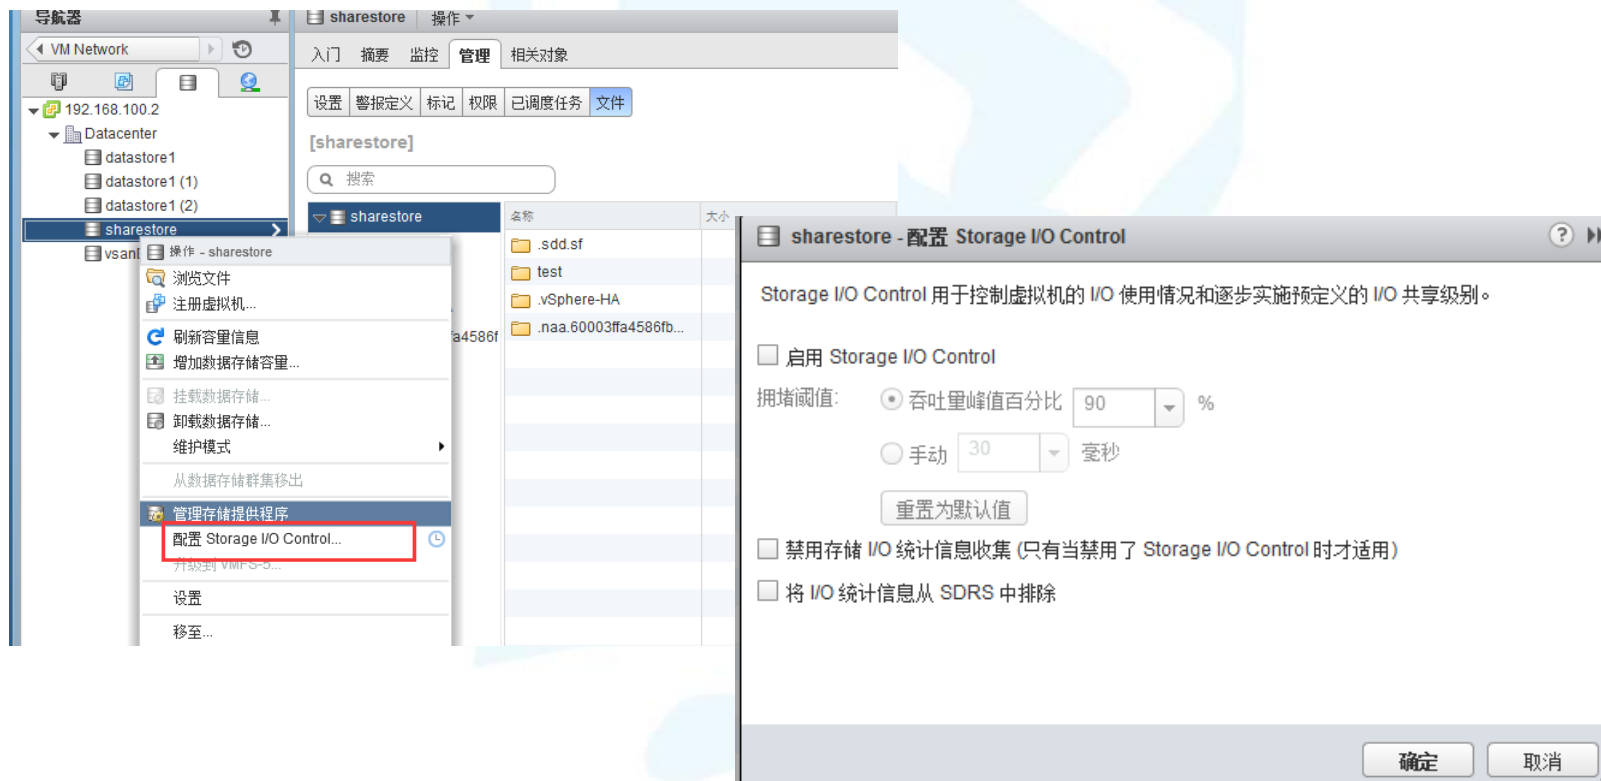 导航器
sharestore 操作
VM Network
入门 摘要 监控 管理 相关对象
设置 警报定义 标记 权限 已调度任务 文件
192.168.100.2
Datacenter
datastore1
datastore1 (1)
datastore1 (2)
sharestore
[sharestore]
搜索
sharestore
名称 大小
.sdd.sf
test
.vSphere-HA
.naa.60003ffa4586fb...
操作 - sharestore
浏览文件
注册虚拟机...
刷新容量信息
增加数据存储容量...
挂载数据存储...
卸载数据存储...
维护模式
从数据存储群集移出
管理存储提供程序
配置 Storage I/O Control...
升级到 VMFS-5...
设置
移至...
sharestore - 配置 Storage I/O Control
Storage I/O Control 用于控制虚拟机的 I/O 使用情况和逐步实施预定义的 I/O 共享级别。
启用 Storage I/O Control
拥堵阈值: 吞吐量峰值百分比 90 %
手动 30 毫秒
重置为默认值
禁用存储 I/O 统计信息收集 (只有当禁用了 Storage I/O Control 时才适用)
将 I/O 统计信息从 SDRS 中排除
确定 取消